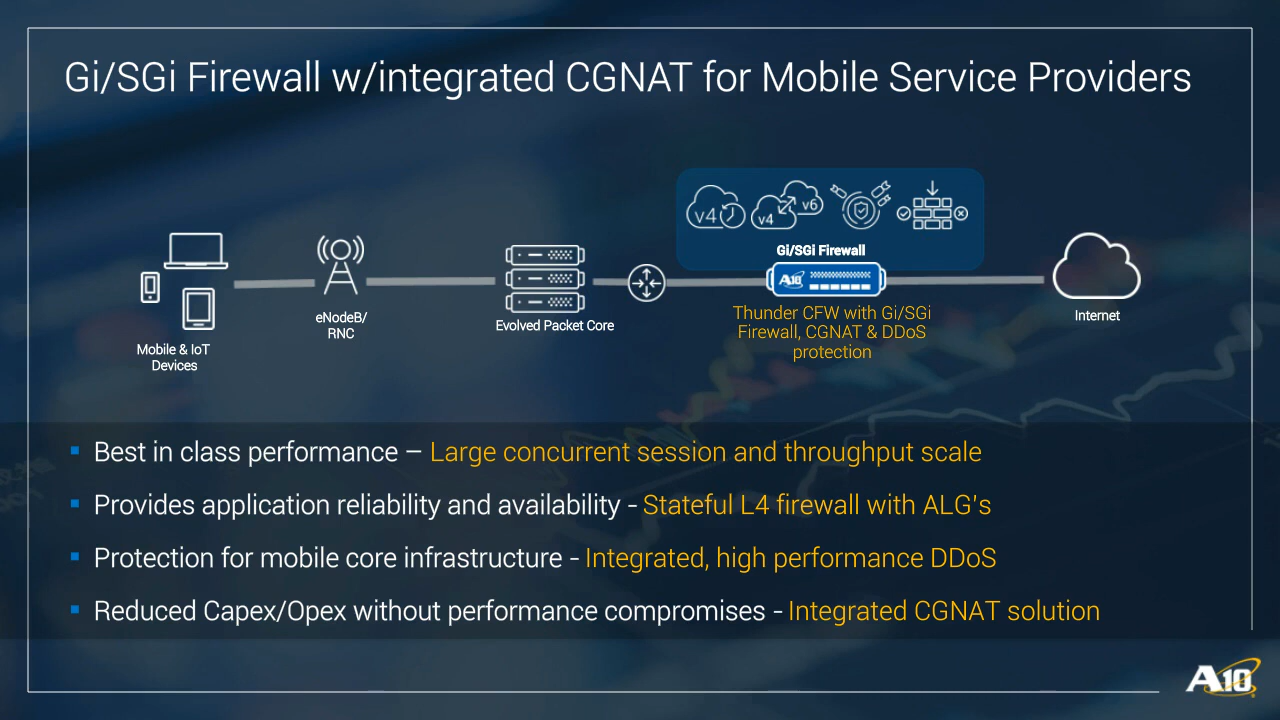 Gi/SGi Firewall w/integrated CGNAT for Mobile Service Providers
v4
v4
v6
Gi/SGi Firewall
A10
Thunder CFW with Gi/SGi
Firewall, CGNAT & DDoS
protection
Mobile & IoT
Devices
eNodeB/
RNC
Evolved Packet Core
Internet
▪ Best in class performance – Large concurrent session and throughput scale
▪ Provides application reliability and availability - Stateful L4 firewall with ALG's
▪ Protection for mobile core infrastructure - Integrated, high performance DDoS
▪ Reduced Capex/Opex without performance compromises - Integrated CGNAT solution
A10